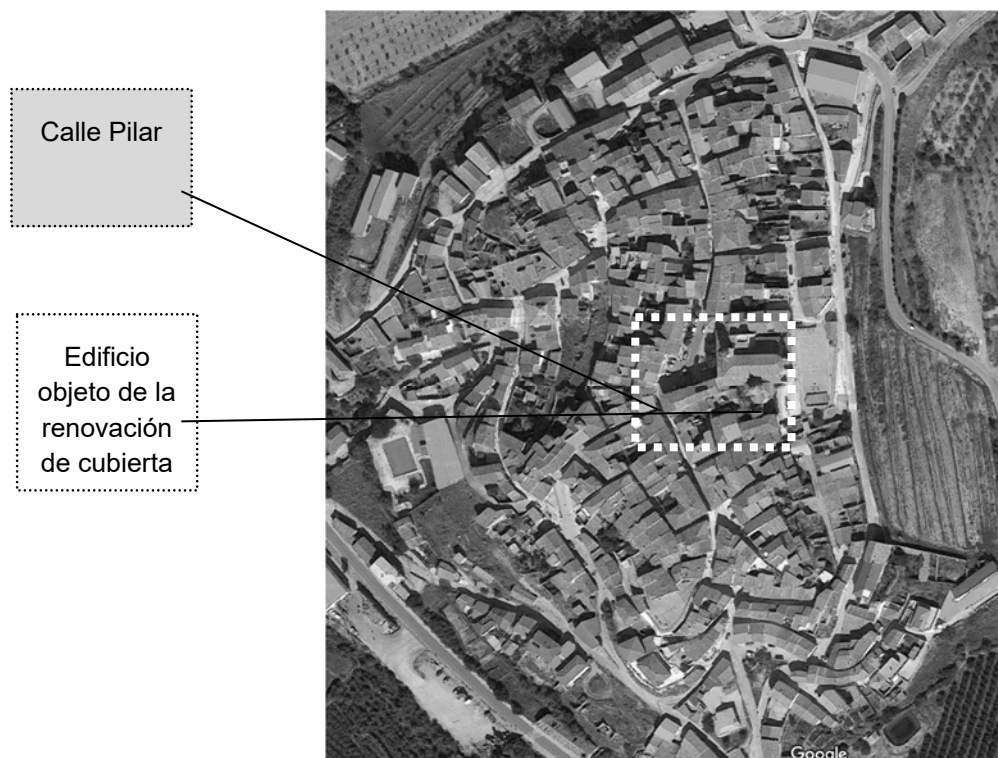 Calle Pilar
Edificio
objeto de la
renovación
de cubierta
Google